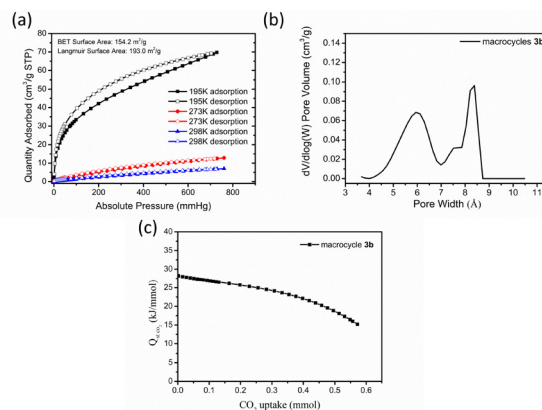 (a)
BET Surface Area: 154.2 m²/g
Langmuir Surface Area: 193.0 m²/g
195K adsorption
195K desorption
273K adsorption
273K desorption
298K adsorption
298K desorption
Quantity Adsorbed (cm³/g STP)
80
70
60
50
40
30
20
10
0
0 200 400 600 800
Absolute Pressure (mmHg)
(b)
macrocycles 3b
dV/dlog(W) Pore Volume (cm³/g)
0.14
0.12
0.10
0.08
0.06
0.04
0.02
0.00
3 4 5 6 7 8 9 10 11
Pore Width (Å)
(c)
macrocycle 3b
Qst CO₂ (kJ/mmol)
40
35
30
25
20
15
10
5
0
0.0 0.1 0.2 0.3 0.4 0.5 0.6 0.7
CO₂ uptake (mmol)